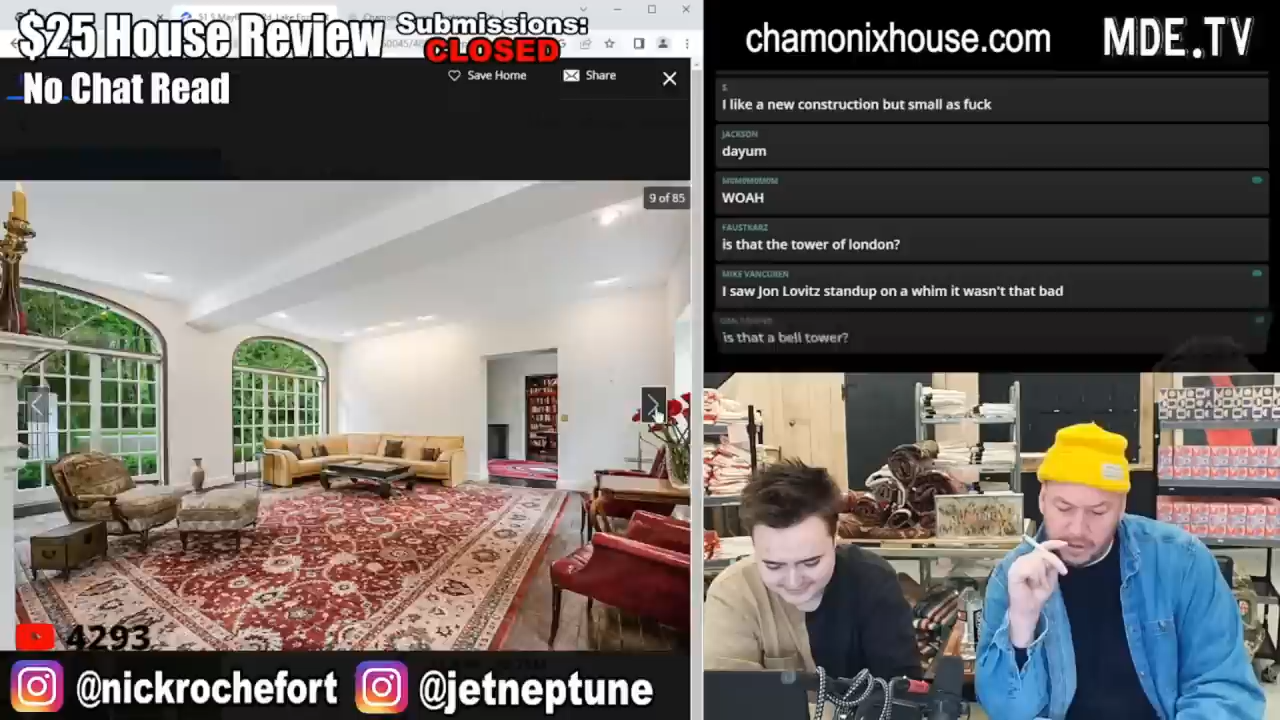 $25 House Review
Submissions:
CLOSED
No Chat Read
Save Home
Share
9 of 85
4293
@nickrochefort
@jetneptune
chamonixhouse.com
MDE.TV
S
I like a new construction but small as fuck
JACKSON
dayum
WOAH
FAUSTKARZ
is that the tower of london?
MIKE VANCUREN
I saw Jon Lovitz standup on a whim it wasn't that bad
is that a bell tower?